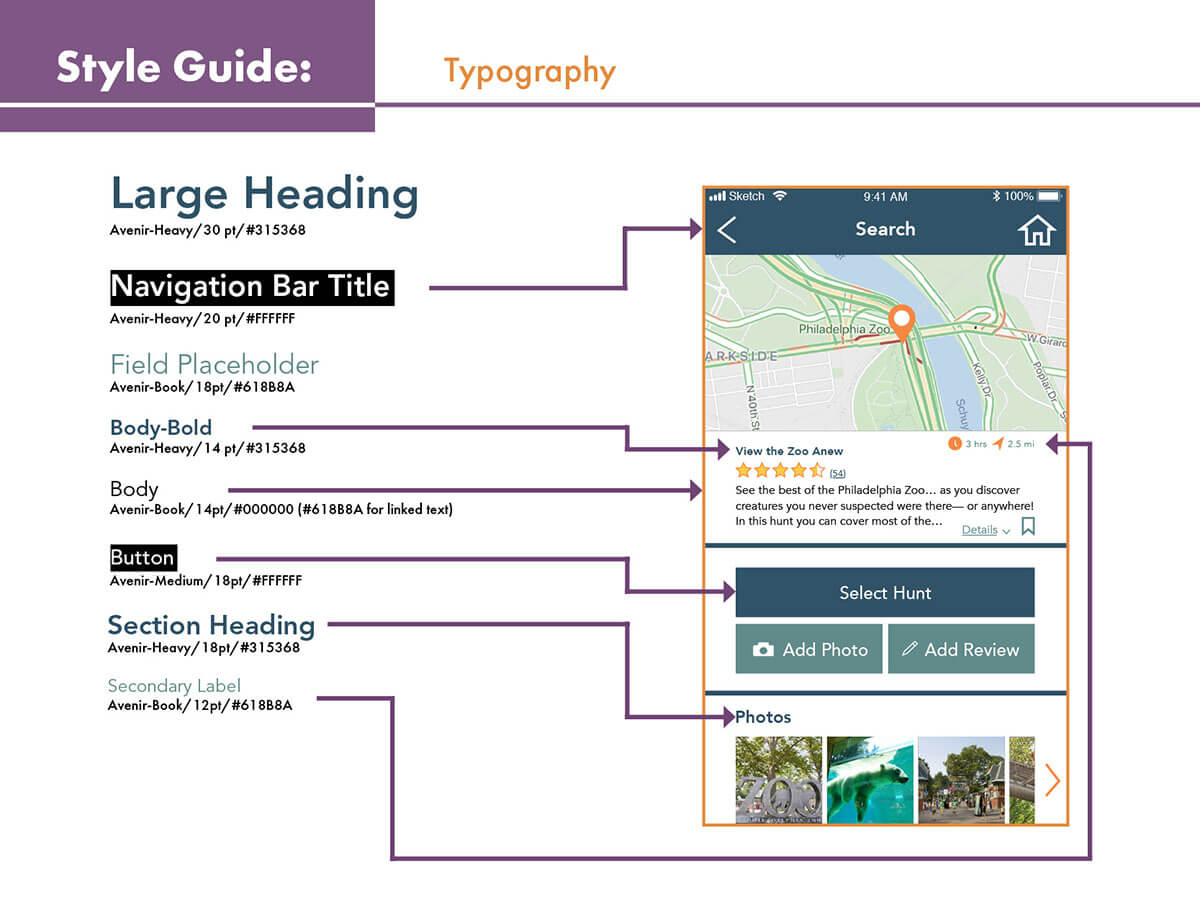 Style Guide:
Typography
Large Heading
Avenir-Heavy/30 pt/#315368
Navigation Bar Title
Avenir-Heavy/20 pt/#FFFFFF
Field Placeholder
Avenir-Book/18pt/#618B8A
Body-Bold
Avenir-Heavy/14 pt/#315368
Body
Avenir-Book/14pt/#000000 (#618B8A for linked text)
Button
Avenir-Medium/18pt/#FFFFFF
Section Heading
Avenir-Heavy/18pt/#315368
Secondary Label
Avenir-Book/12pt/#618B8A
Sketch 9:41 AM 100%
Search
Philadelphia Zoo
ARKSIDE
W Girard
N 40th St
Kelly Dr
Poplar Dr
Schuy
3 hrs 2.5 mi
View the Zoo Anew
(54)
See the best of the Philadelphia Zoo... as you discover
creatures you never suspected were there— or anywhere!
In this hunt you can cover most of the...
Details
Select Hunt
Add Photo Add Review
Photos
ZOO